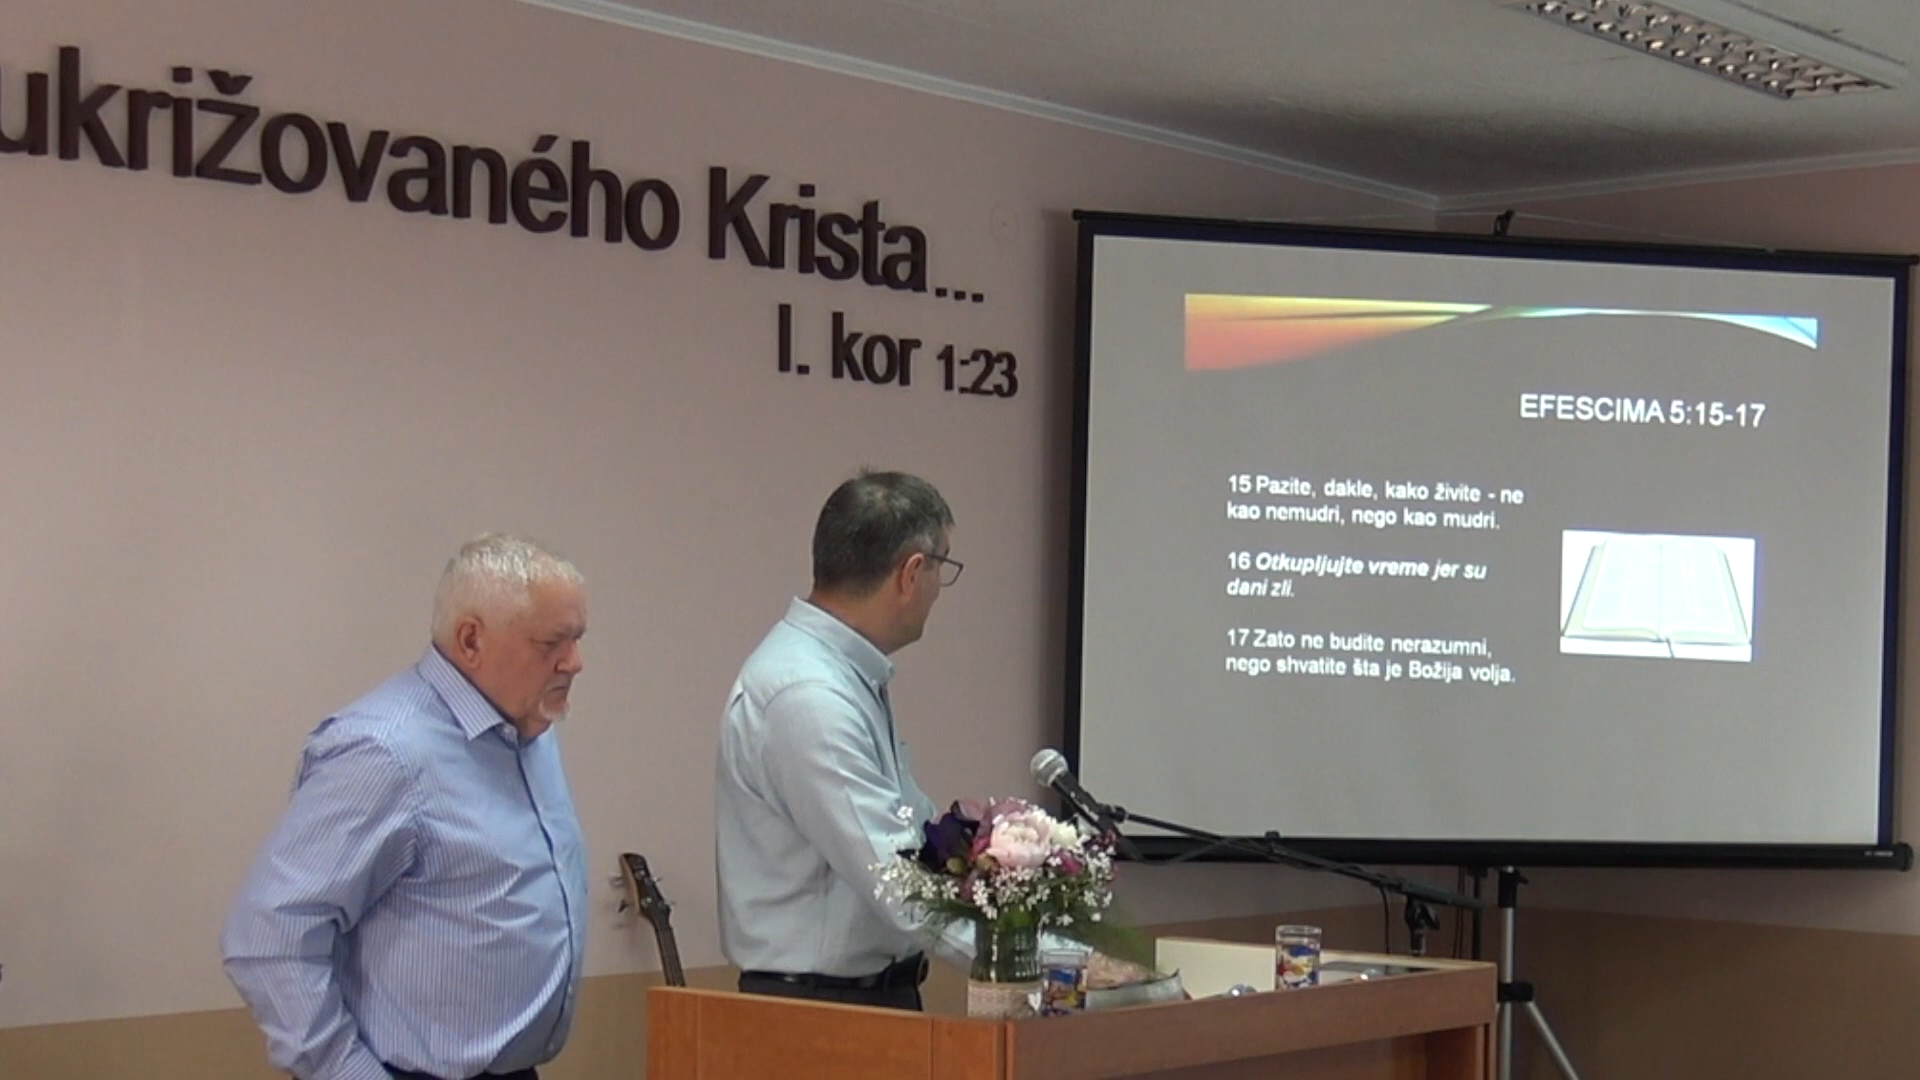 ukrižovaného Krista...
I. kor 1:23
EFESCIMA 5:15-17
15 Pazite, dakle, kako živite - ne
kao nemudri, nego kao mudri.
16 Otkupljujte vreme jer su
dani zli.
17 Zato ne budite nerazumni,
nego shvatite šta je Božija volja.